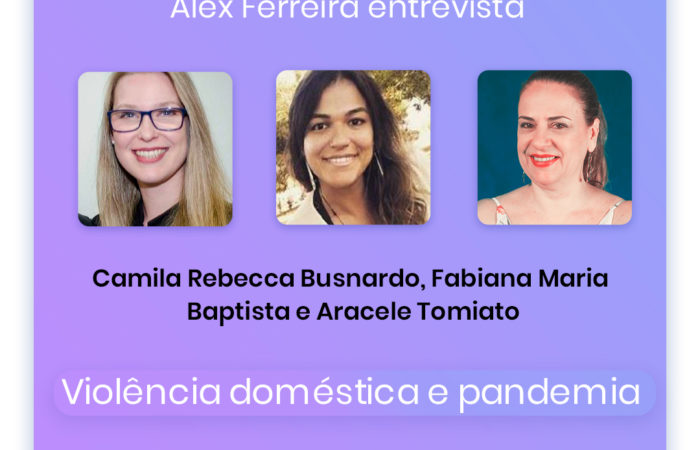 Alex Ferreira entrevista
Camila Rebecca Busnardo, Fabiana Maria
Baptista e Aracele Tomiato
Violência doméstica e pandemia